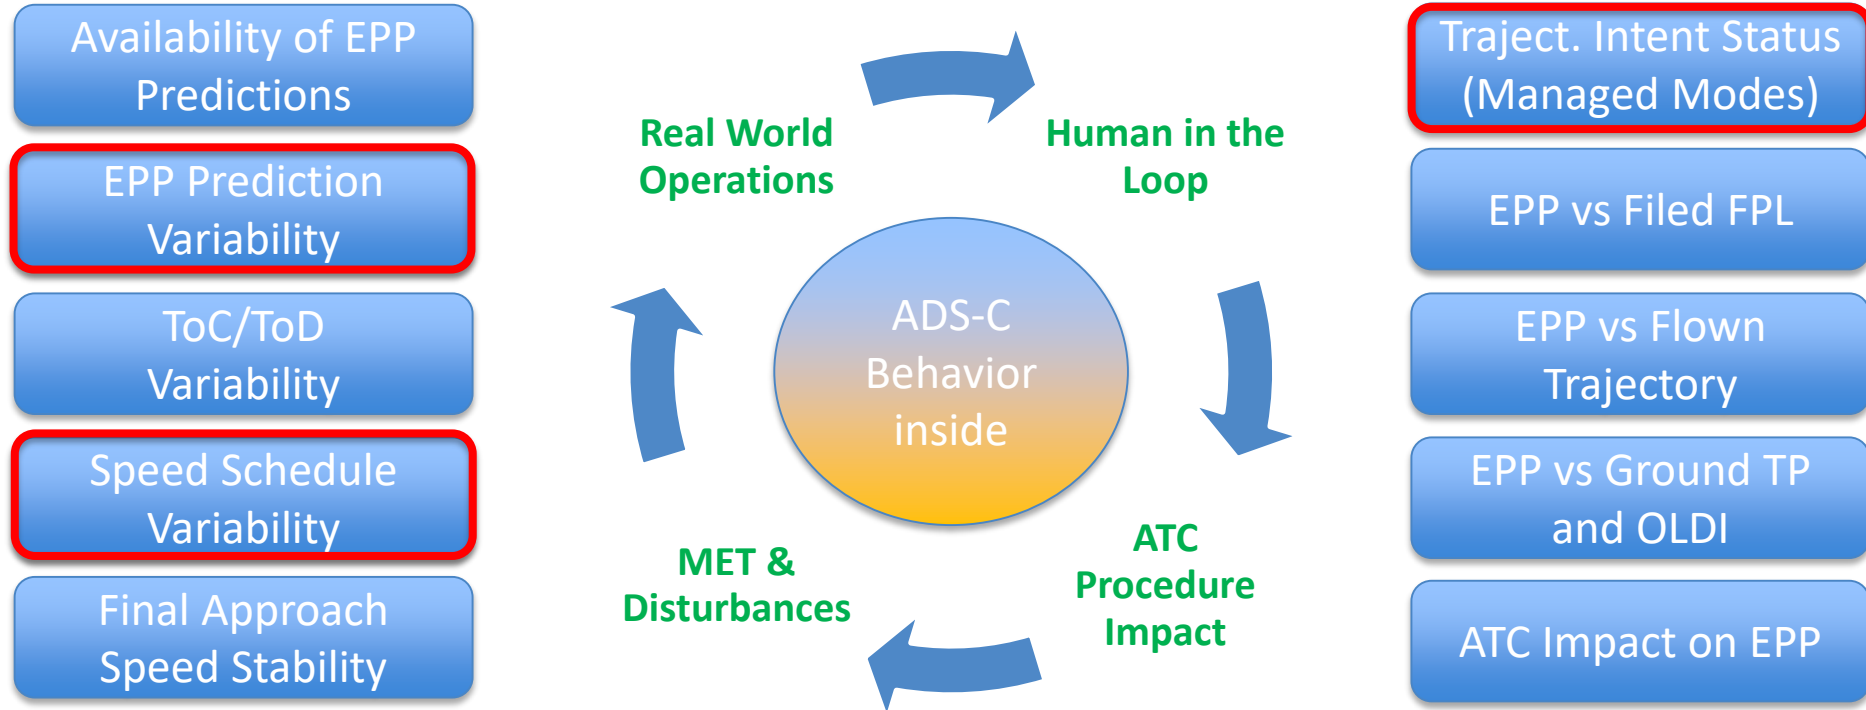 Availability of EPP
Predictions
EPP Prediction
Variability
ToC/ToD
Variability
Speed Schedule
Variability
Final Approach
Speed Stability
Real World
Operations
Human in the
Loop
ADS-C
Behavior
inside
MET &
Disturbances
ATC
Procedure
Impact
Traject. Intent Status
(Managed Modes)
EPP vs Filed FPL
EPP vs Flown
Trajectory
EPP vs Ground TP
and OLDI
ATC Impact on EPP